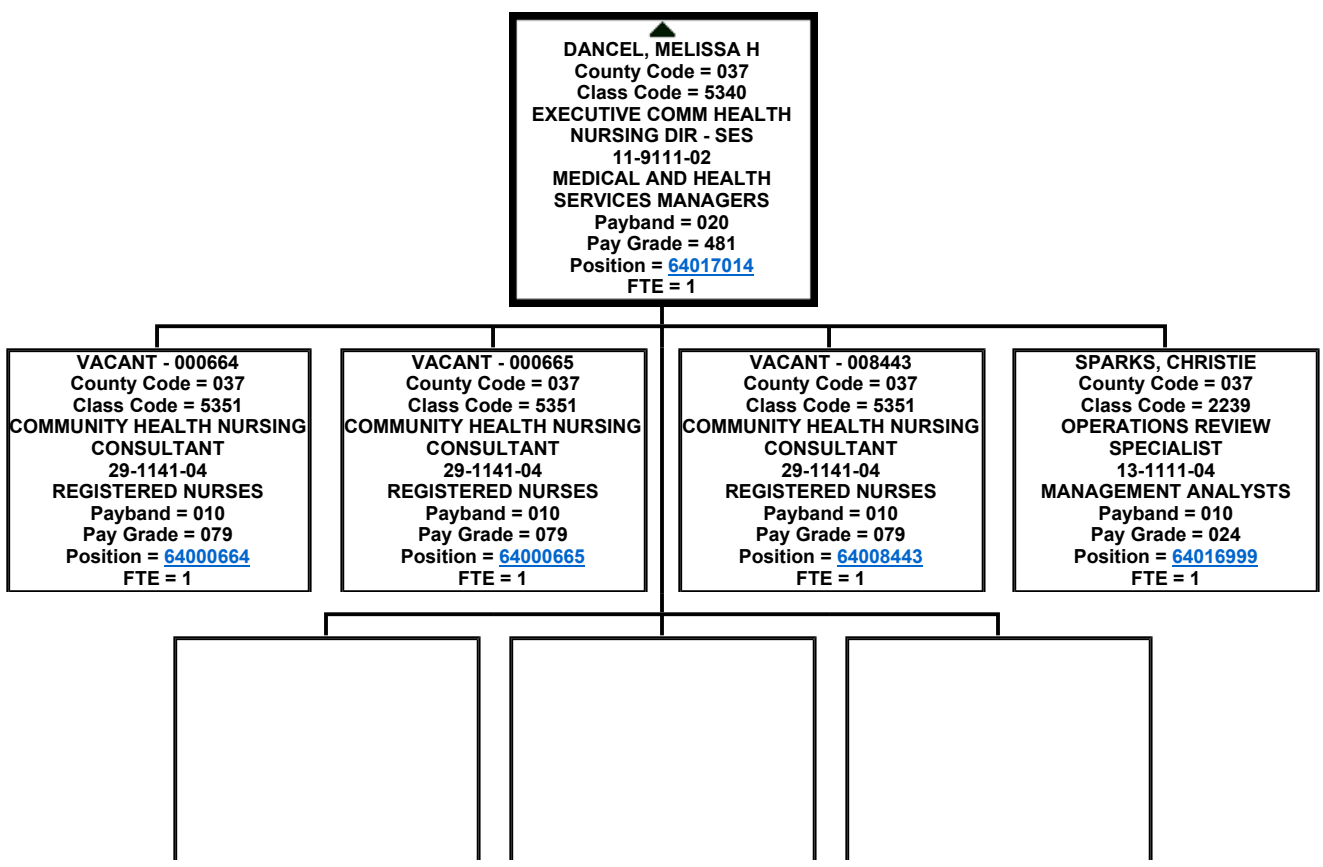 DANCEL, MELISSA H
County Code = 037
Class Code = 5340
EXECUTIVE COMM HEALTH
NURSING DIR - SES
11-9111-02
MEDICAL AND HEALTH
SERVICES MANAGERS
Payband = 020
Pay Grade = 481
Position = 64017014
FTE = 1
VACANT - 000664
County Code = 037
Class Code = 5351
COMMUNITY HEALTH NURSING
CONSULTANT
29-1141-04
REGISTERED NURSES
Payband = 010
Pay Grade = 079
Position = 64000664
FTE = 1
VACANT - 000665
County Code = 037
Class Code = 5351
COMMUNITY HEALTH NURSING
CONSULTANT
29-1141-04
REGISTERED NURSES
Payband = 010
Pay Grade = 079
Position = 64000665
FTE = 1
VACANT - 008443
County Code = 037
Class Code = 5351
COMMUNITY HEALTH NURSING
CONSULTANT
29-1141-04
REGISTERED NURSES
Payband = 010
Pay Grade = 079
Position = 64008443
FTE = 1
SPARKS, CHRISTIE
County Code = 037
Class Code = 2239
OPERATIONS REVIEW
SPECIALIST
13-1111-04
MANAGEMENT ANALYSTS
Payband = 010
Pay Grade = 024
Position = 64016999
FTE = 1